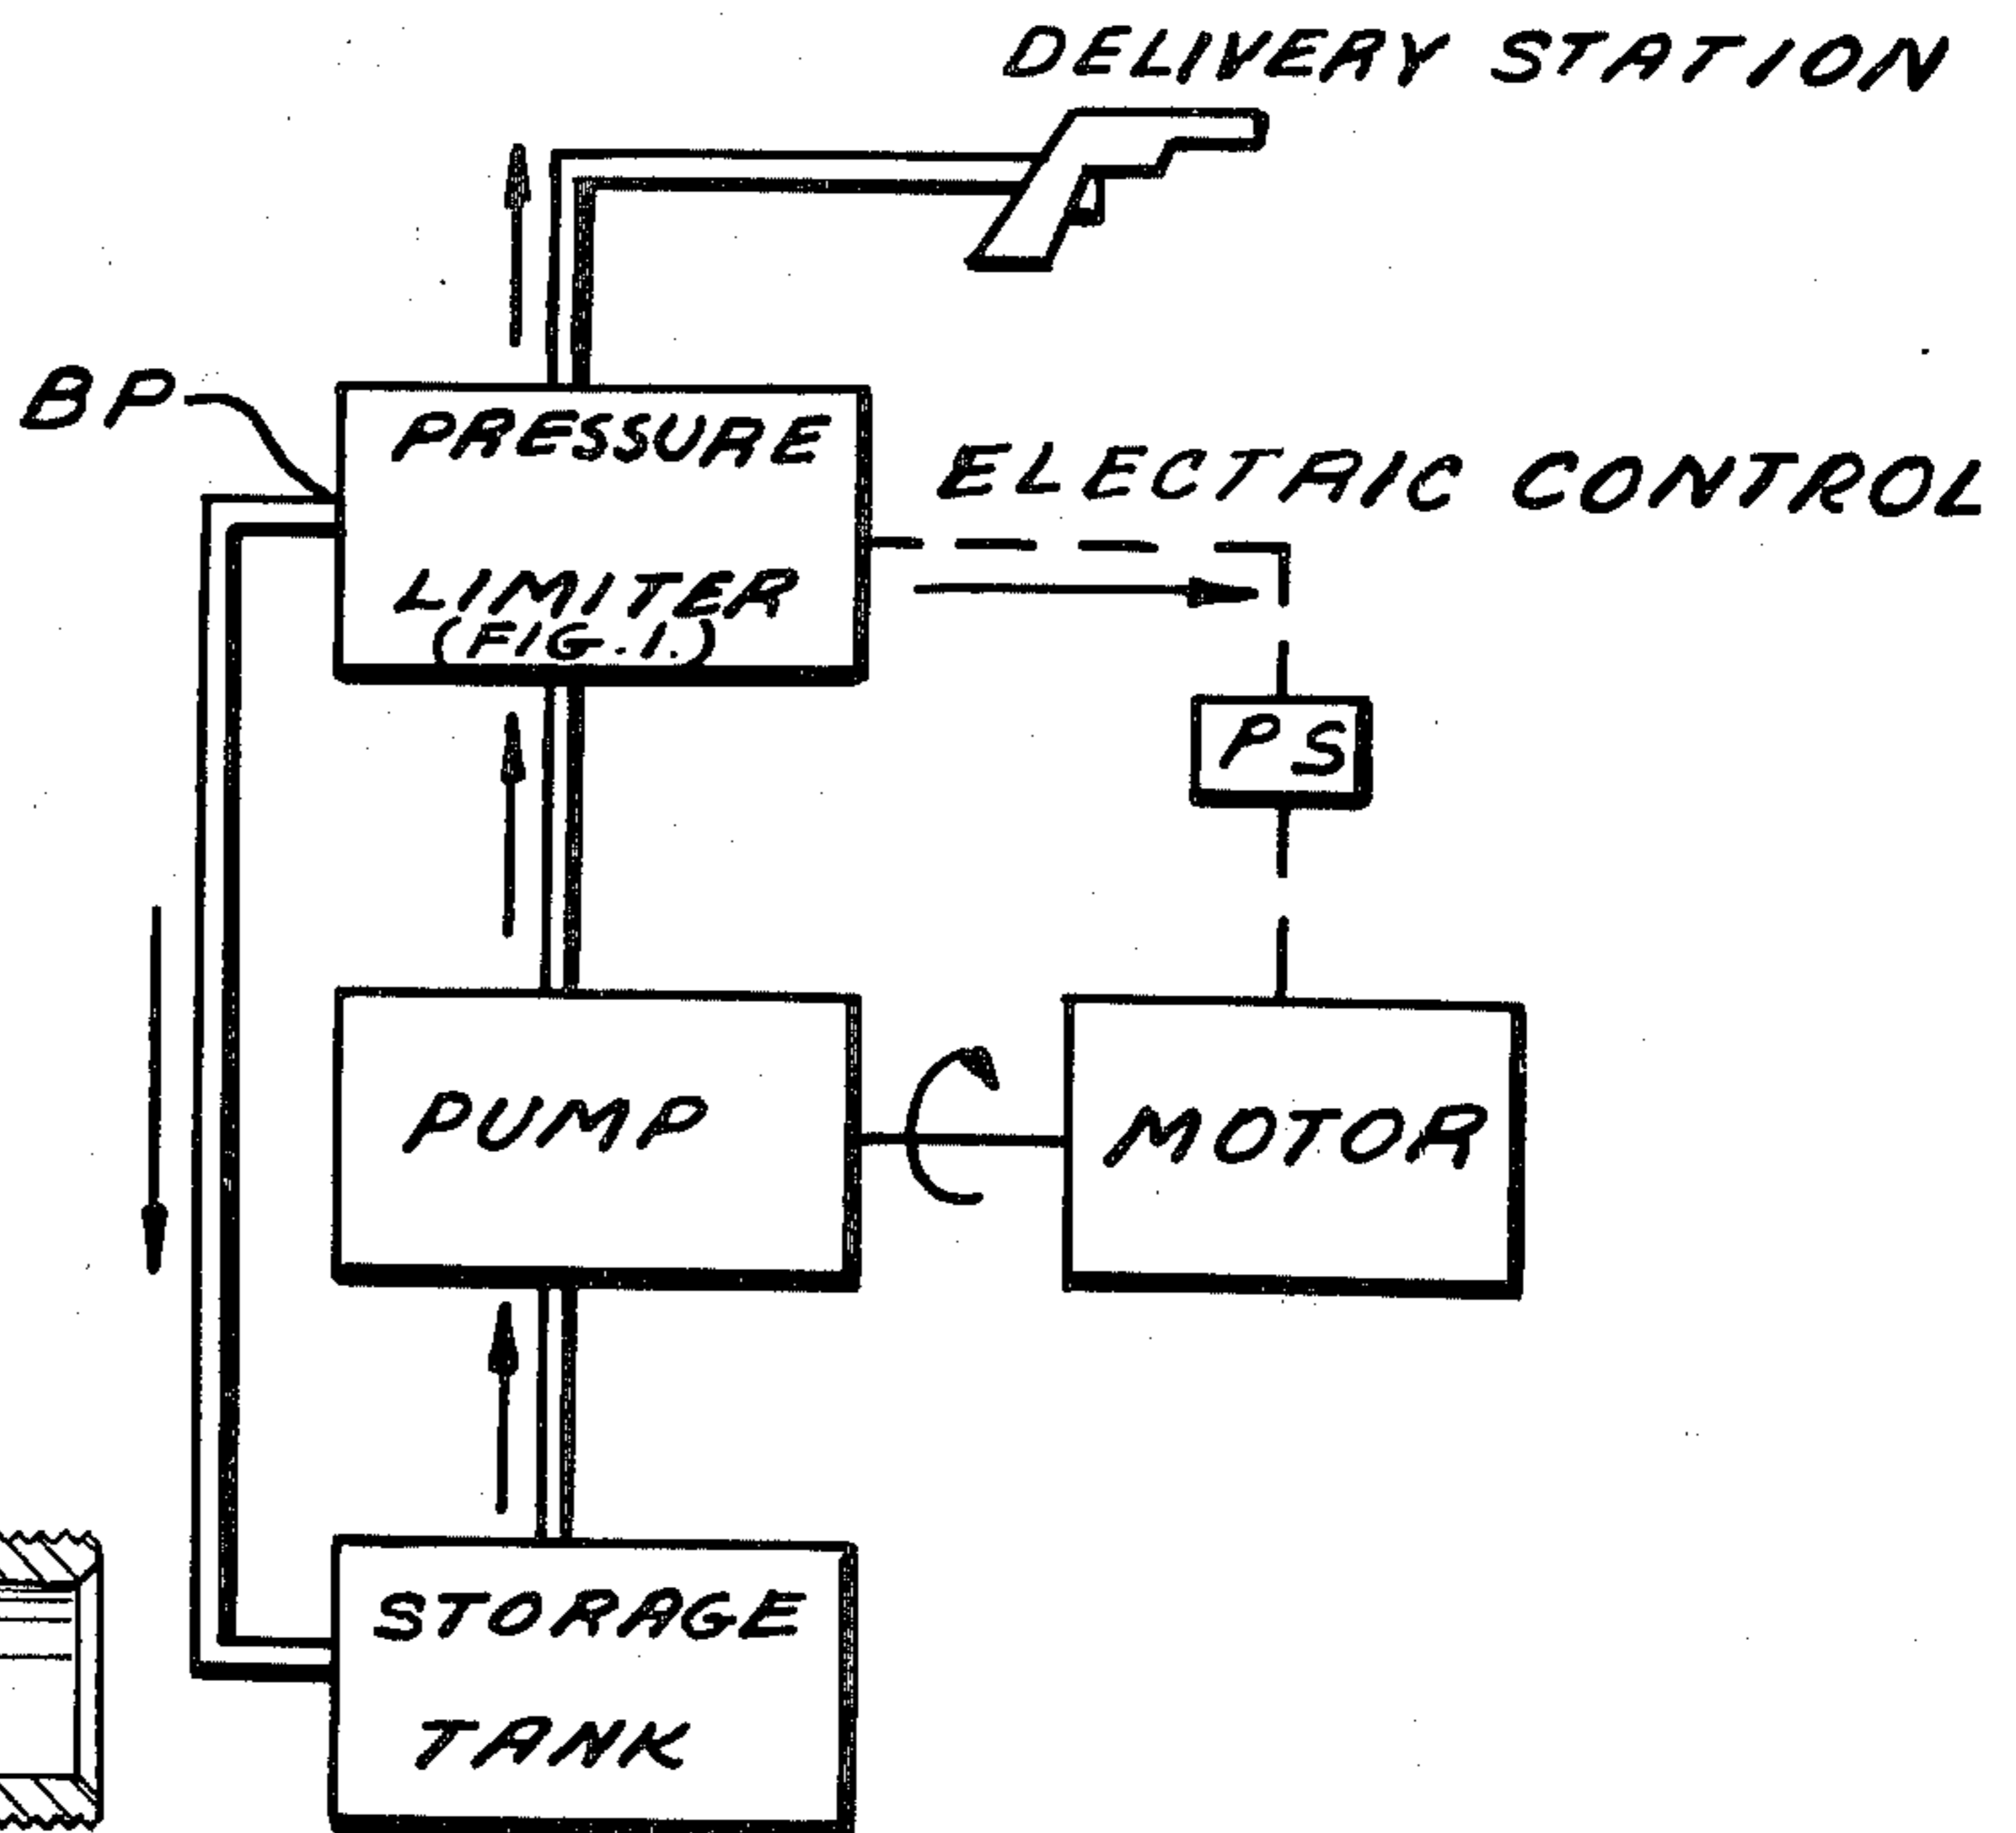 DELIVERY STATION
BP
PRESSURE
LIMITER
(FIG. 1.)
ELECTRIC CONTROL
PS
PUMP
MOTOR
STORAGE
TANK